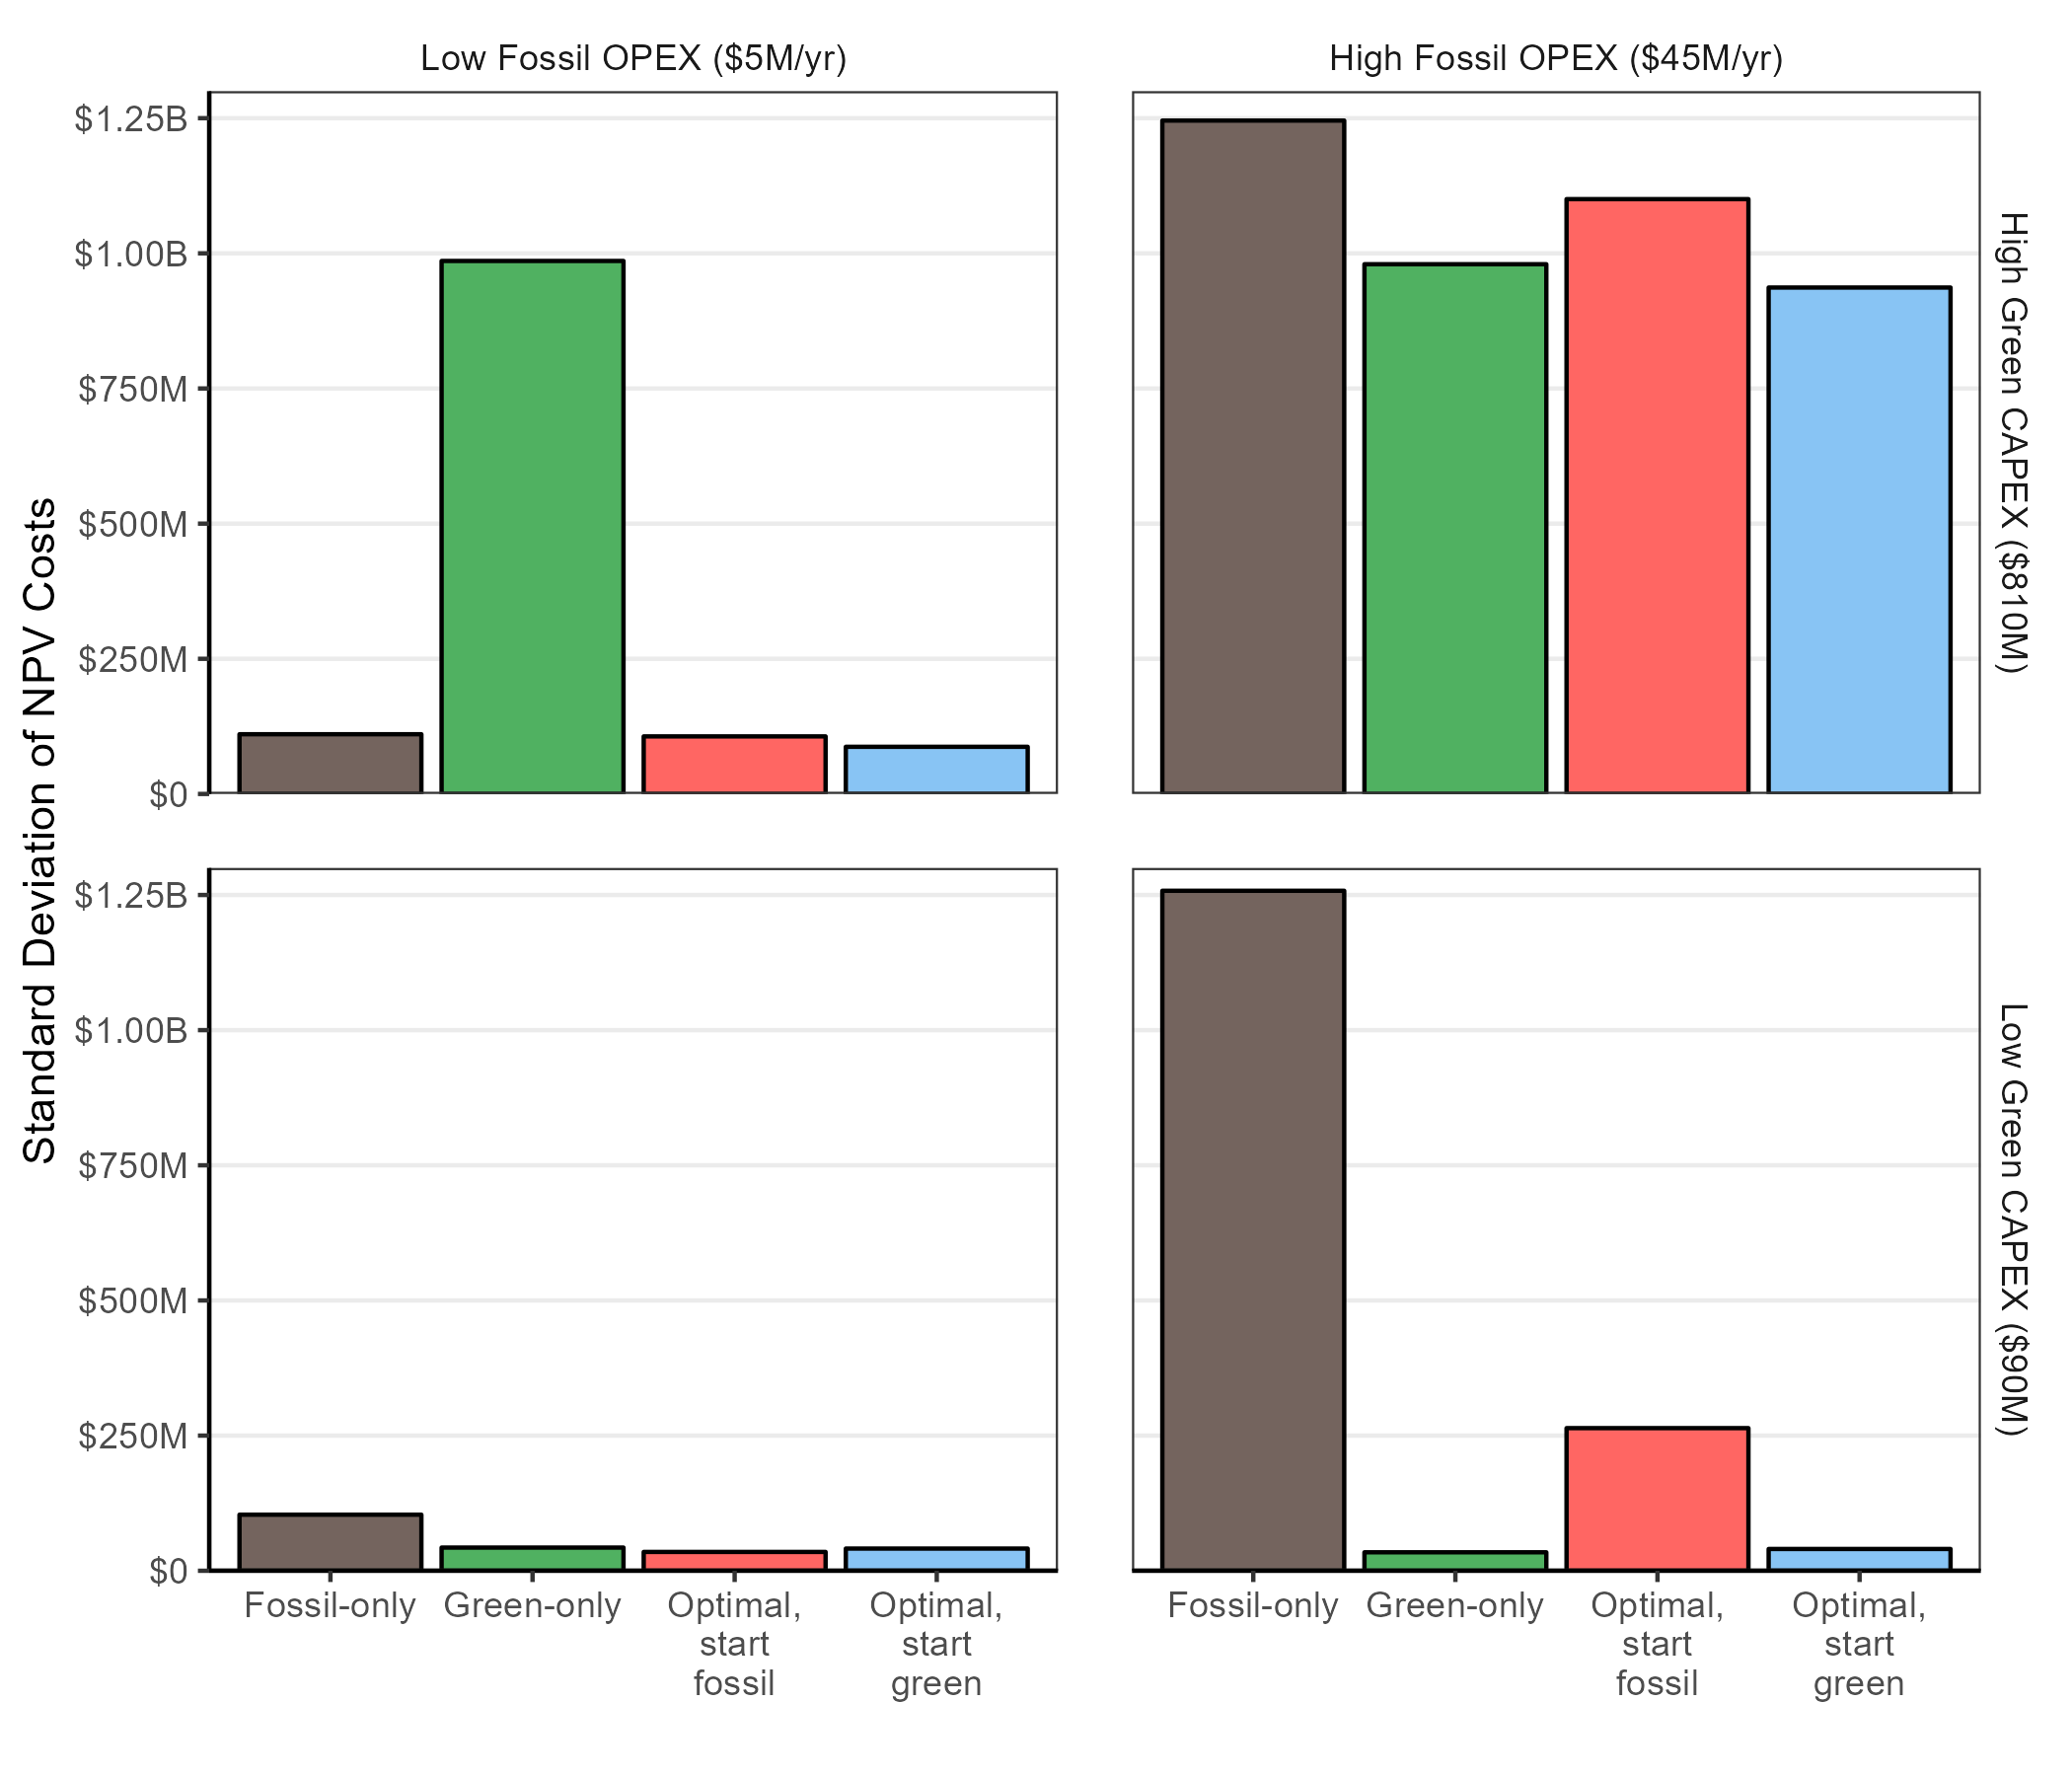 Low Fossil OPEX ($5M/yr)
High Fossil OPEX ($45M/yr)
Standard Deviation of NPV Costs
$1.25B
$1.00B
$750M
$500M
$250M
$0
High Green CAPEX ($810M)
$1.25B
$1.00B
$750M
$500M
$250M
$0
Low Green CAPEX ($90M)
Fossil-only
Green-only
Optimal,
start
fossil
Optimal,
start
green
Fossil-only
Green-only
Optimal,
start
fossil
Optimal,
start
green